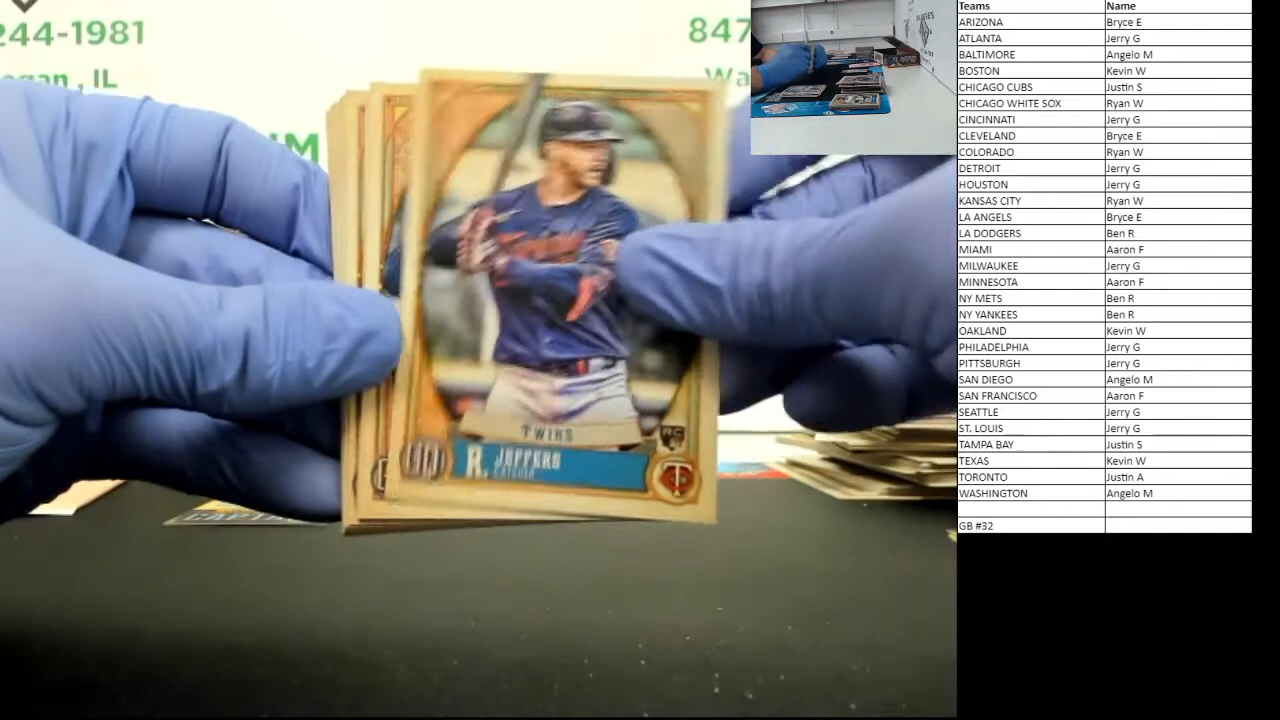 244-1981
847
gan, IL
Wa
TWINS
RC
R. JEFFERS
CATCHER
Teams Name
ARIZONA Bryce E
ATLANTA Jerry G
BALTIMORE Angelo M
BOSTON Kevin W
CHICAGO CUBS Justin S
CHICAGO WHITE SOX Ryan W
CINCINNATI Jerry G
CLEVELAND Bryce E
COLORADO Ryan W
DETROIT Jerry G
HOUSTON Jerry G
KANSAS CITY Ryan W
LA ANGELS Bryce E
LA DODGERS Ben R
MIAMI Aaron F
MILWAUKEE Jerry G
MINNESOTA Aaron F
NY METS Ben R
NY YANKEES Ben R
OAKLAND Kevin W
PHILADELPHIA Jerry G
PITTSBURGH Jerry G
SAN DIEGO Angelo M
SAN FRANCISCO Aaron F
SEATTLE Jerry G
ST. LOUIS Jerry G
TAMPA BAY Justin S
TEXAS Kevin W
TORONTO Justin A
WASHINGTON Angelo M
GB #32